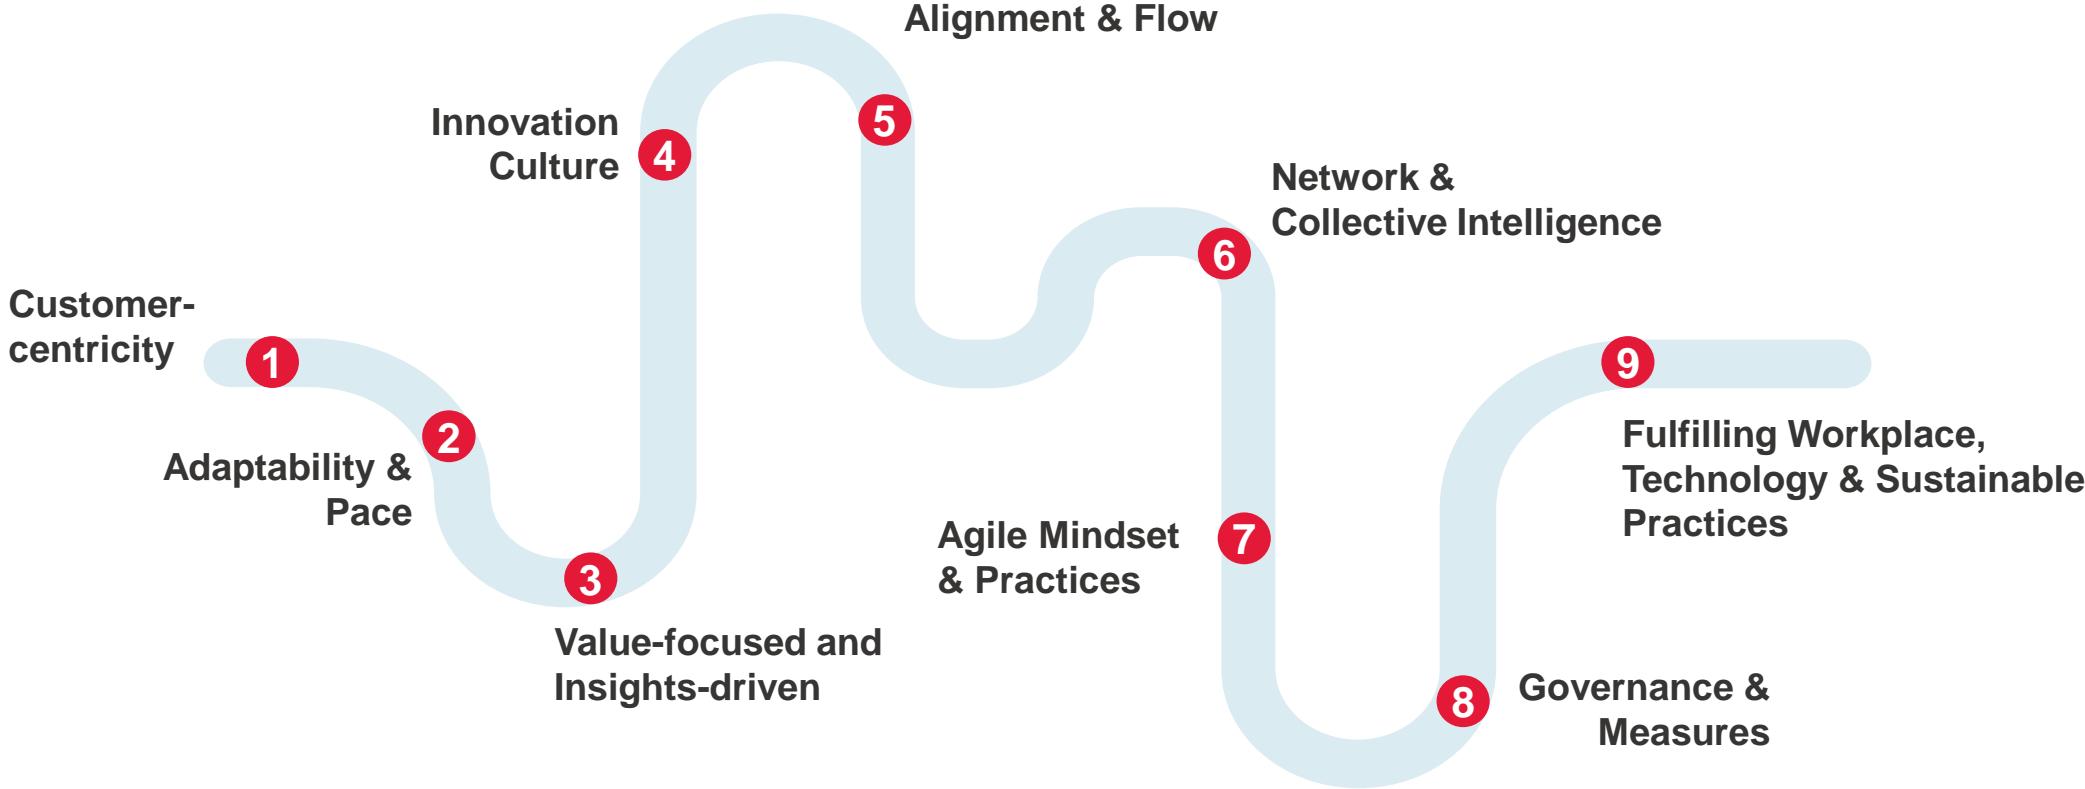 Customer-
centricity
1
Adaptability &
Pace
2
3
Value-focused and
Insights-driven
Innovation
Culture
4
Alignment & Flow
5
Network &
Collective Intelligence
6
Agile Mindset
& Practices
7
8
Governance &
Measures
9
Fulfilling Workplace,
Technology & Sustainable
Practices